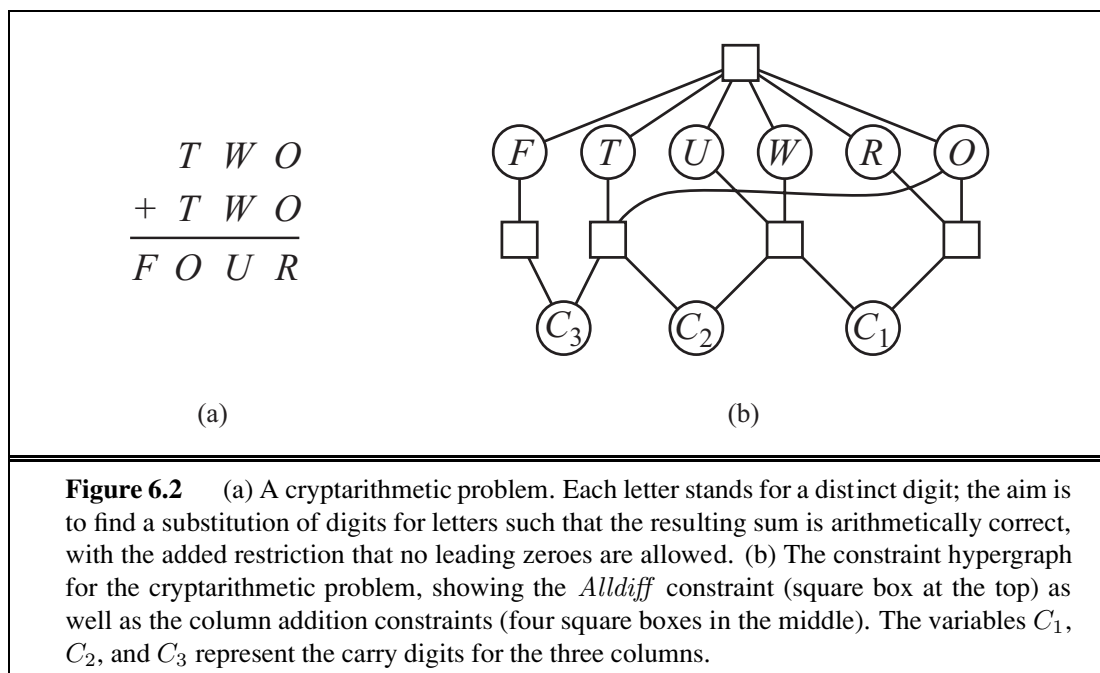 T W O
+ T W O
F O U R
F T U W R O
C3 C2 C1
(a) (b)
Figure 6.2 (a) A cryptarithmetic problem. Each letter stands for a distinct digit; the aim is
to find a substitution of digits for letters such that the resulting sum is arithmetically correct,
with the added restriction that no leading zeroes are allowed. (b) The constraint hypergraph
for the cryptarithmetic problem, showing the Alldiff constraint (square box at the top) as
well as the column addition constraints (four square boxes in the middle). The variables C1,
C2, and C3 represent the carry digits for the three columns.